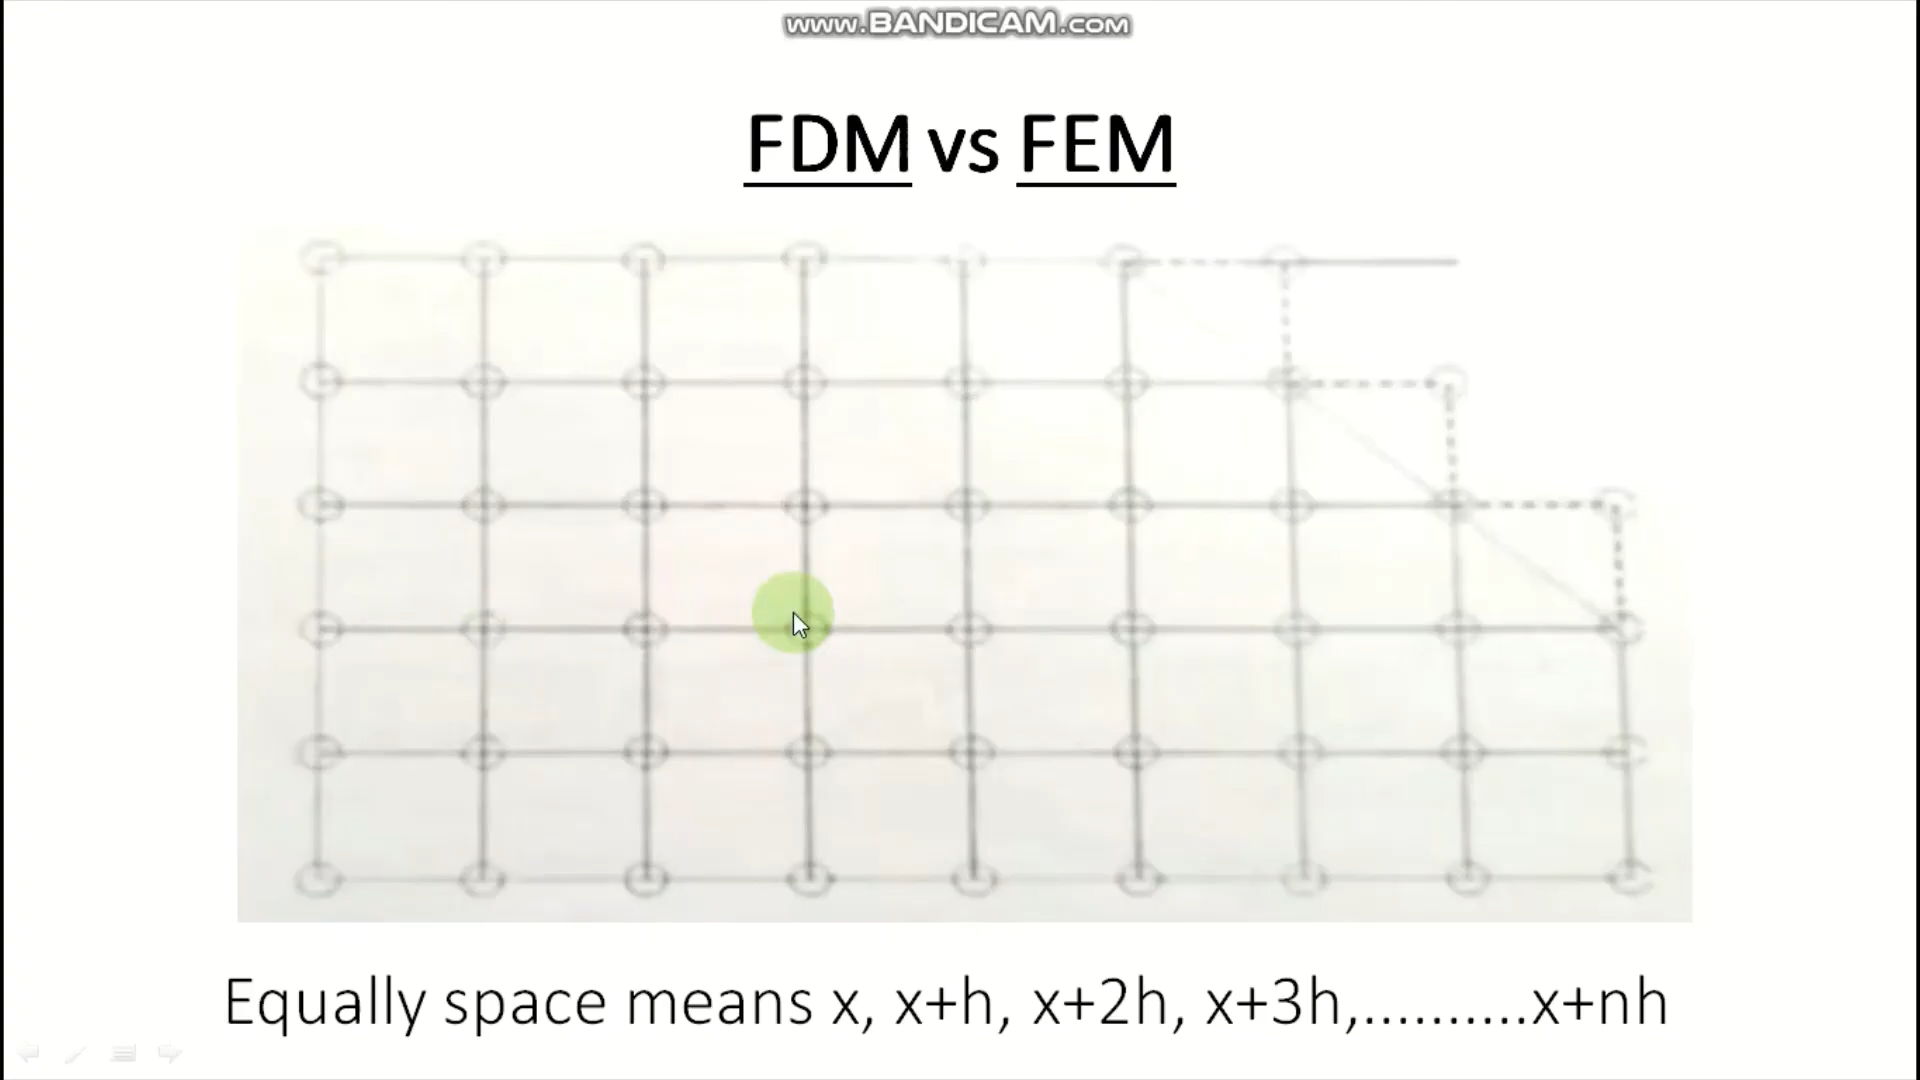 www.BANDICAM.com
FDM vs FEM
Equally space means x, x+h, x+2h, x+3h,..........x+nh